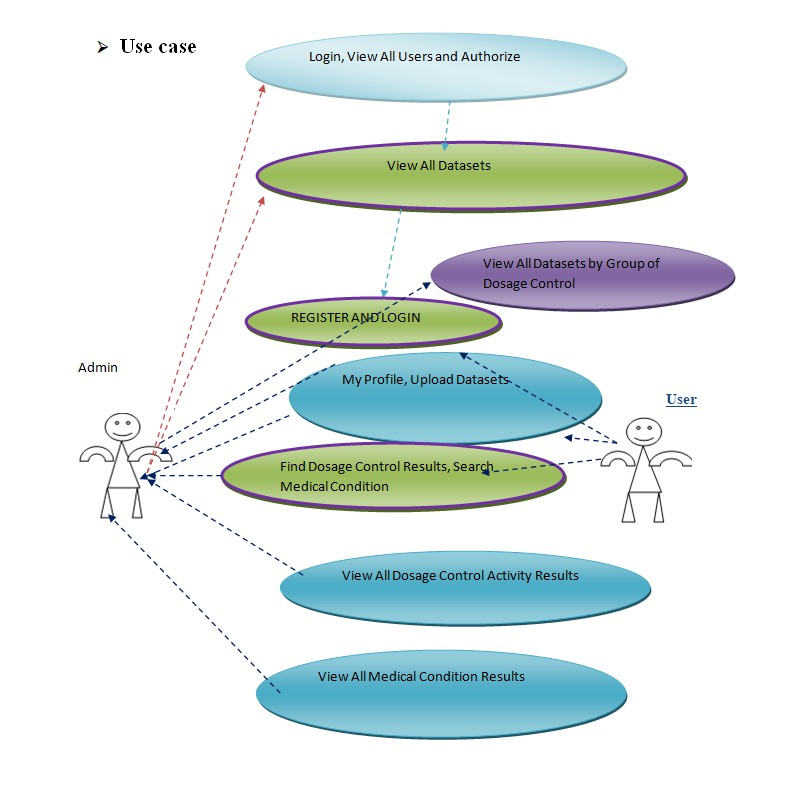 ➢ Use case
Login, View All Users and Authorize
View All Datasets
View All Datasets by Group of
Dosage Control
REGISTER AND LOGIN
Admin
My Profile, Upload Datasets
User
Find Dosage Control Results, Search
Medical Condition
View All Dosage Control Activity Results
View All Medical Condition Results